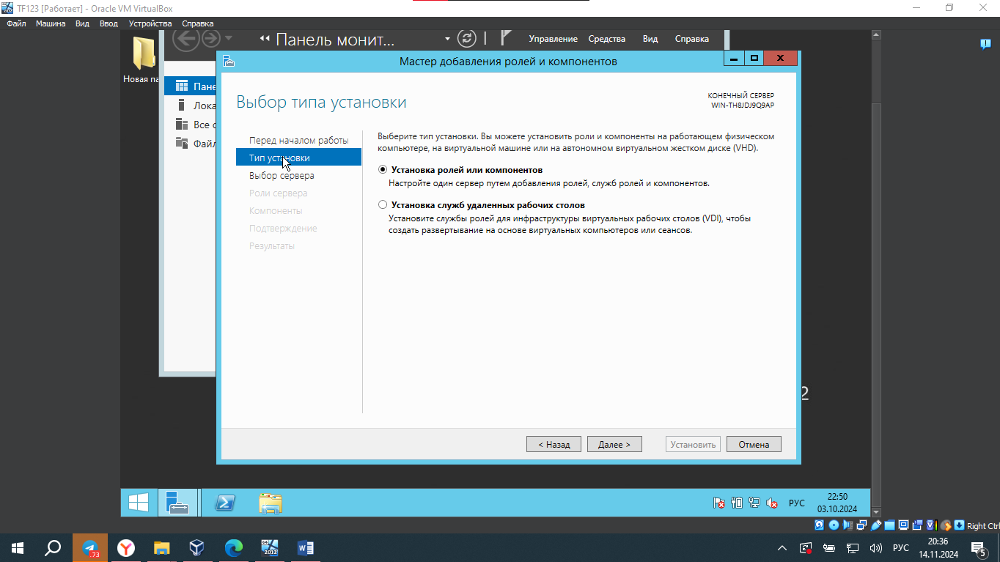 TF123 [Работает] - Oracle VM VirtualBox
Файл Машина Вид Ввод Устройства Справка
Панель монит...
Управление Средства Вид Справка
Новая па
Пане
Лока
Все с
Файл
Мастер добавления ролей и компонентов
Выбор типа установки
КОНЕЧНЫЙ СЕРВЕР
WIN-TH8JDJ9Q9AP
Перед началом работы
Тип установки
Выбор сервера
Роли сервера
Компоненты
Подтверждение
Результаты
Выберите тип установки. Вы можете установить роли и компоненты на работающем физическом
компьютере, на виртуальной машине или на автономном виртуальном жестком диске (VHD).
Установка ролей или компонентов
Настройте один сервер путем добавления ролей, служб ролей и компонентов.
Установка служб удаленных рабочих столов
Установите службы ролей для инфраструктуры виртуальных рабочих столов (VDI), чтобы
создать развертывание на основе виртуальных компьютеров или сеансов.
2
< Назад Далее > Установить Отмена
РУС
22:50
03.10.2024
Right Ctrl
73
2012
РУС
20:36
14.11.2024
5